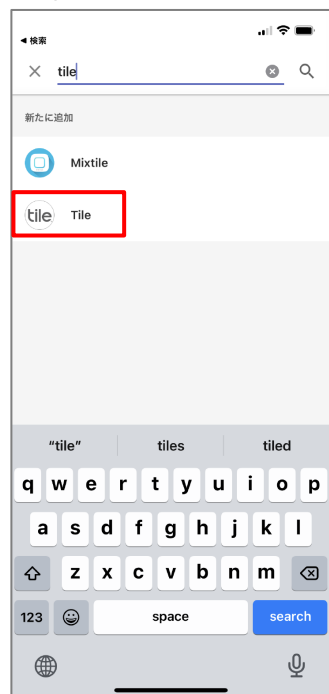 ◀ 検索
tile
新たに追加
Mixtile
tile Tile
“tile” tiles tiled
q w e r t y u i o p
a s d f g h j k l
z x c v b n m
123 space search